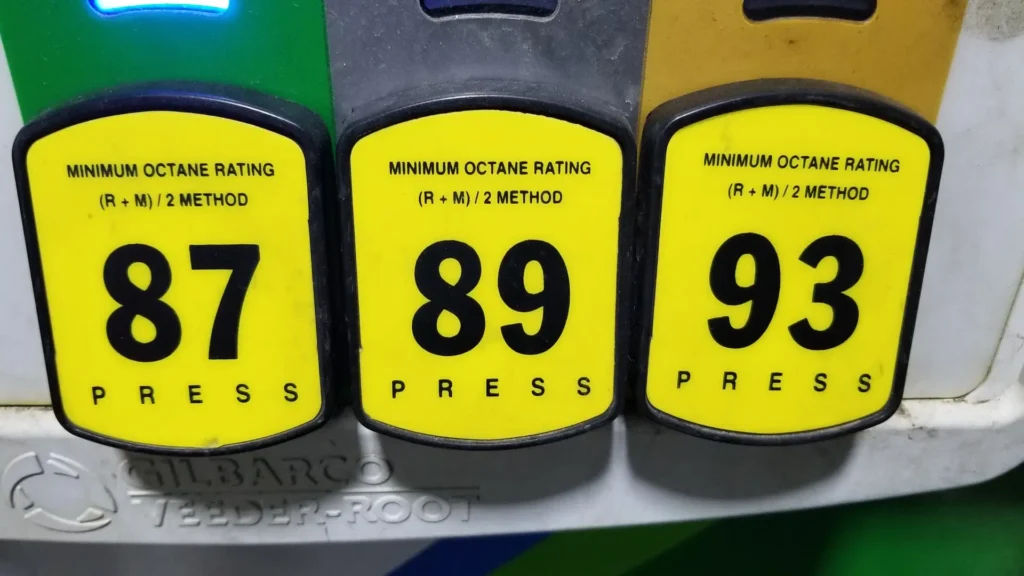 MINIMUM OCTANE RATING
(R + M) / 2 METHOD
87
PRESS
MINIMUM OCTANE RATING
(R + M) / 2 METHOD
89
PRESS
MINIMUM OCTANE RATING
(R + M) / 2 METHOD
93
PRESS
GILBARCO
VEEDER-ROOT